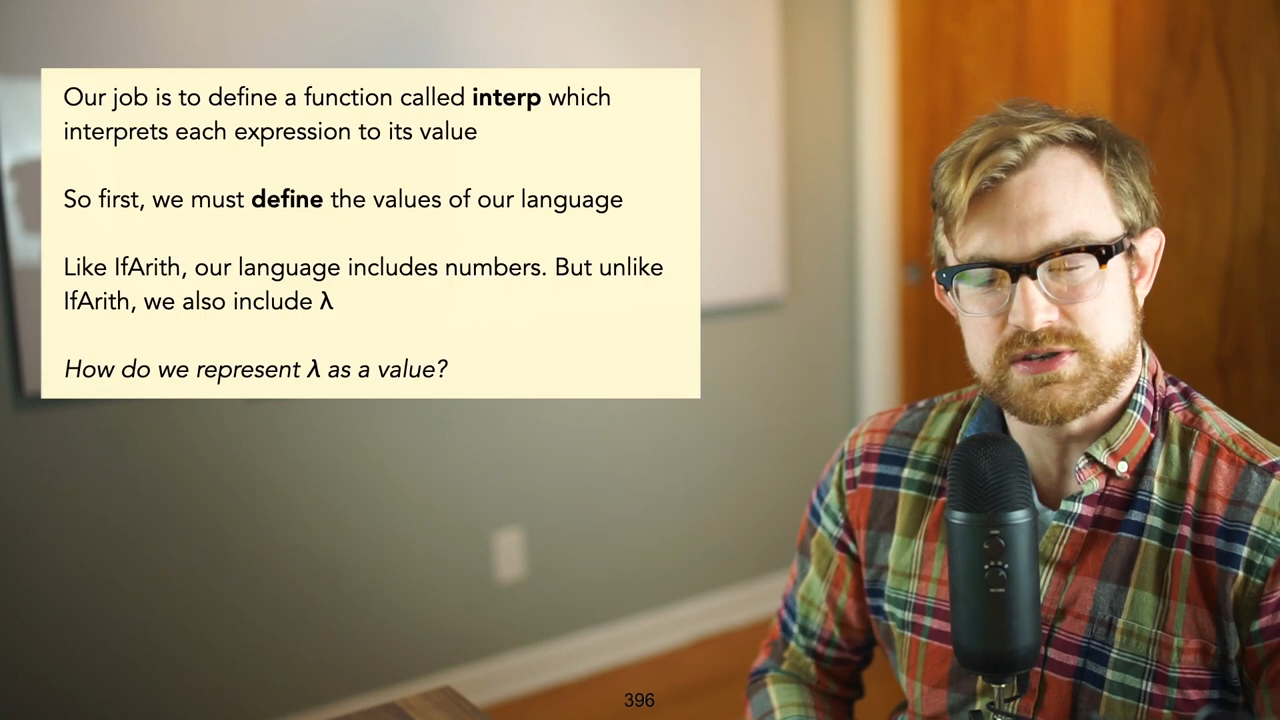 Our job is to define a function called interp which
interprets each expression to its value
So first, we must define the values of our language
Like IfArith, our language includes numbers. But unlike
IfArith, we also include λ
How do we represent λ as a value?
396